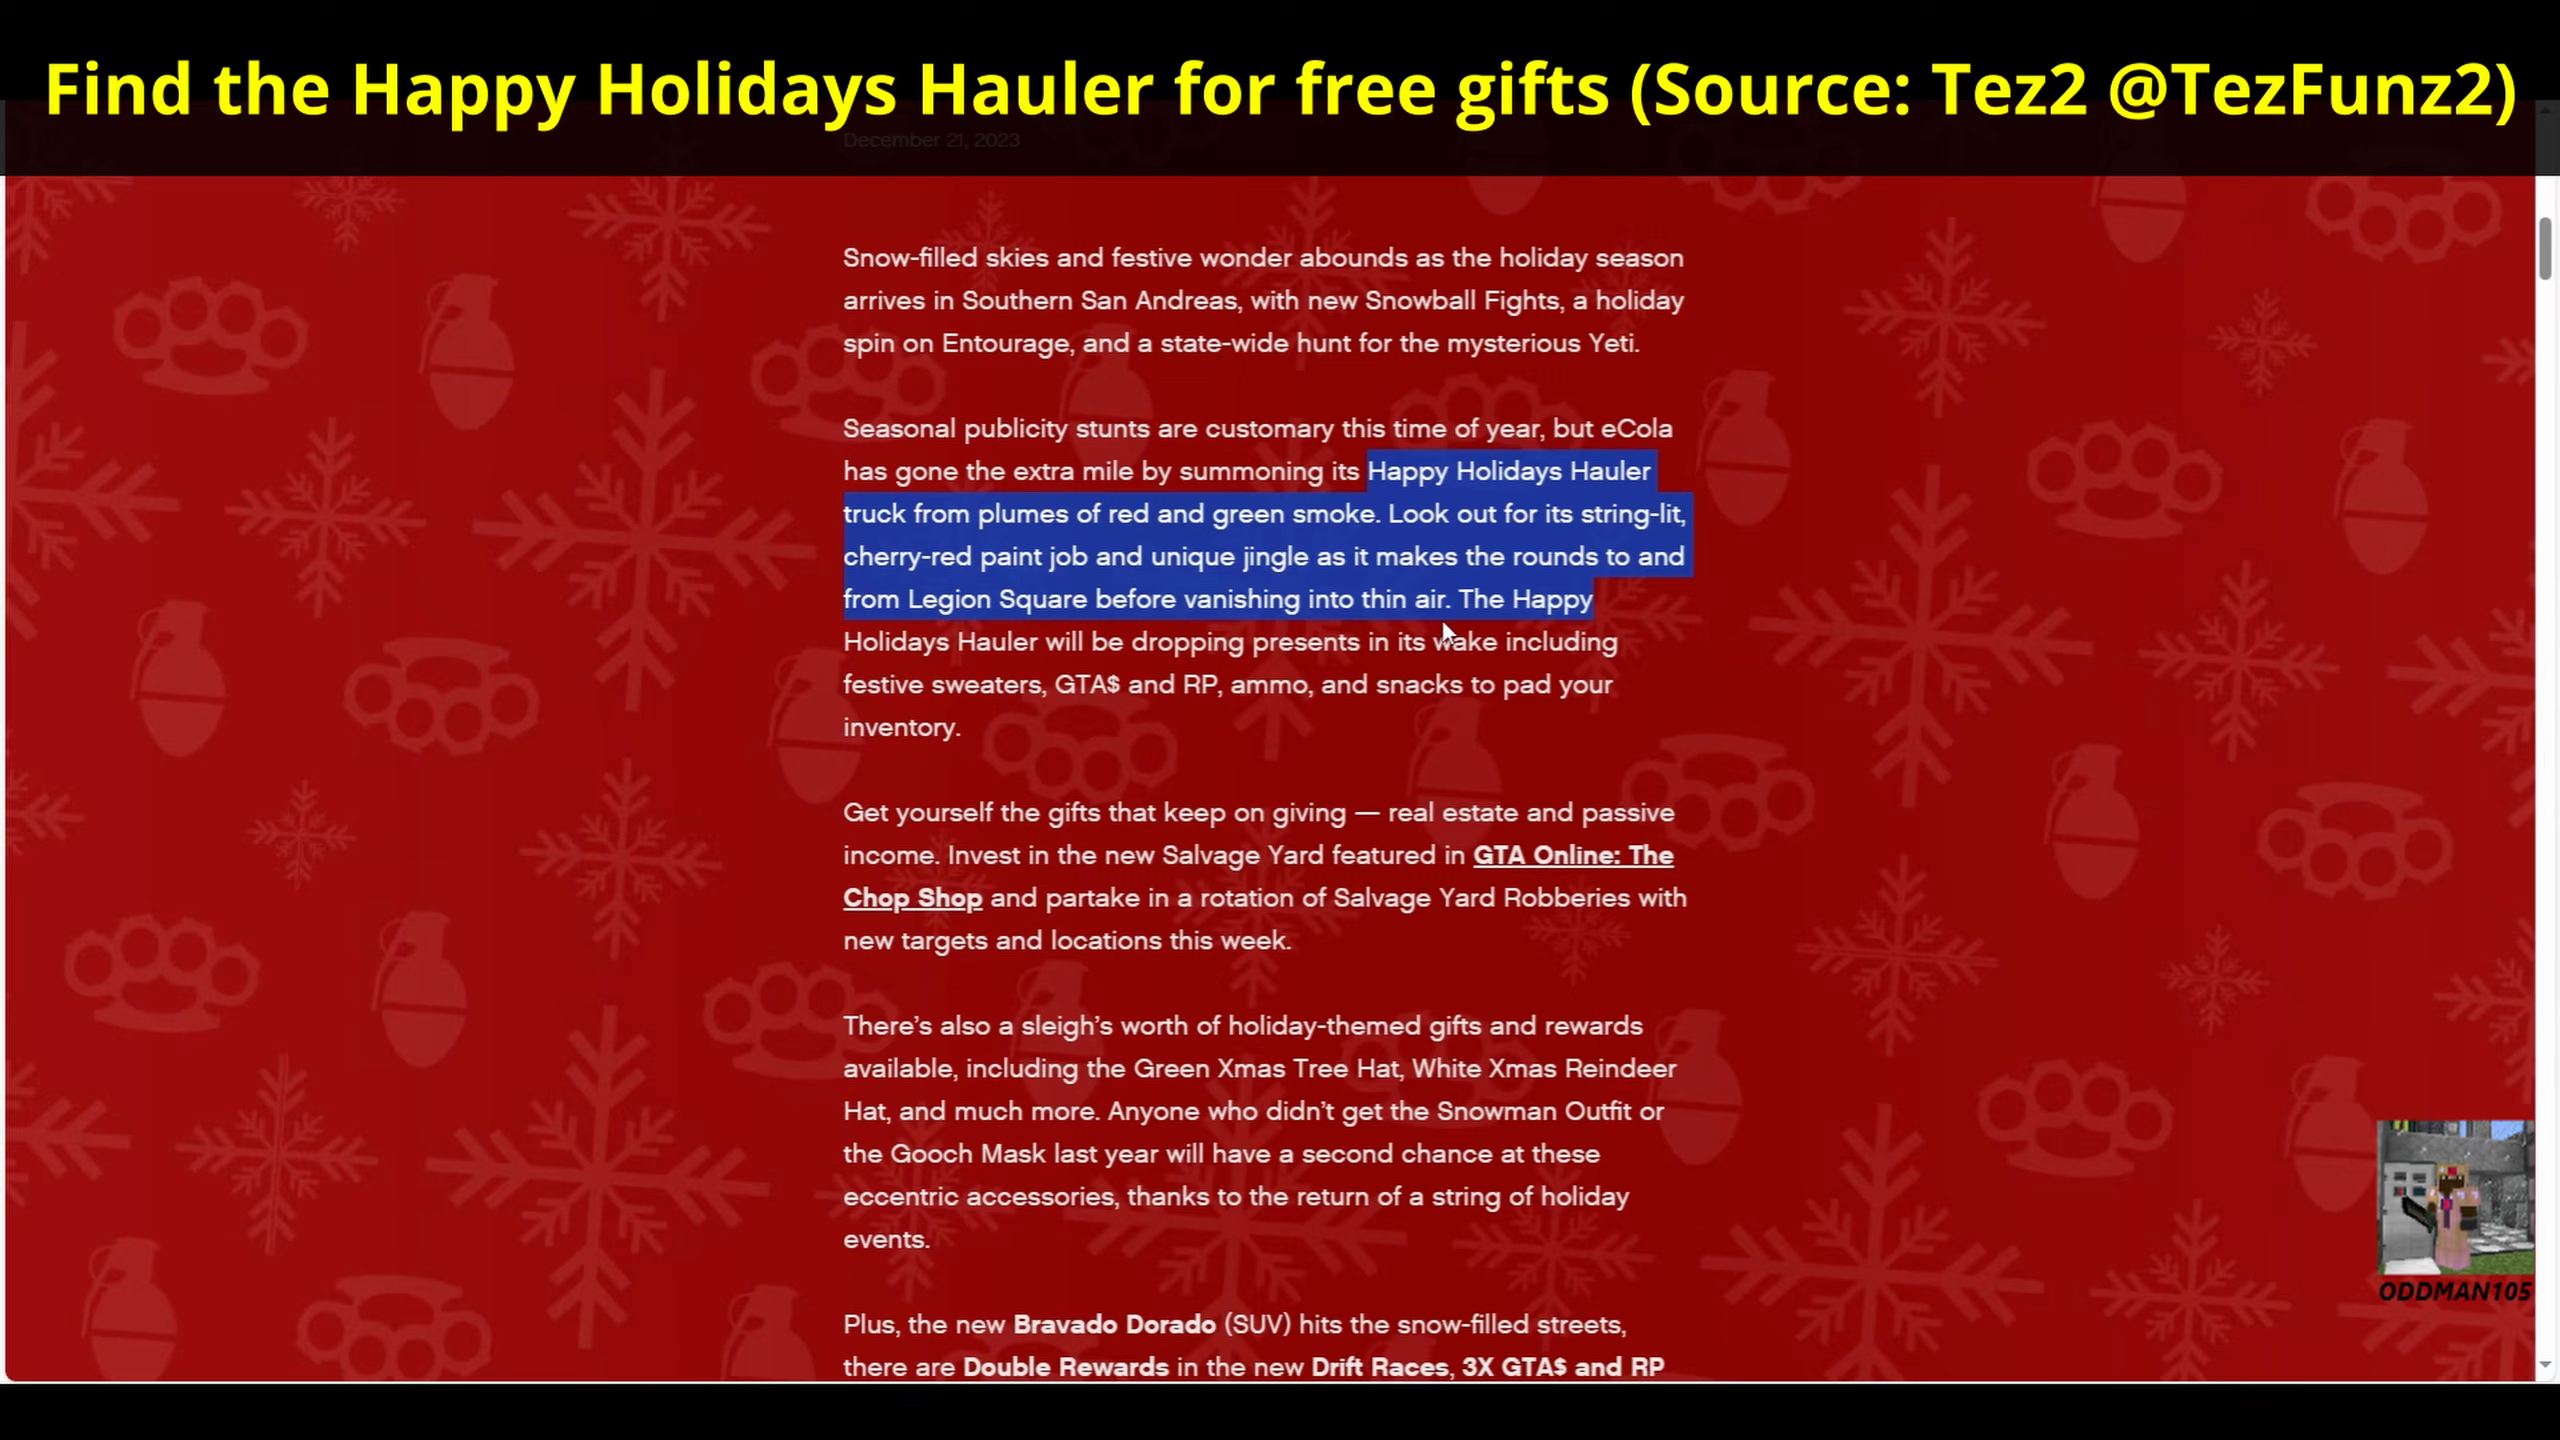 Find the Happy Holidays Hauler for free gifts (Source: Tez2 @TezFunz2)
December 21, 2023
Snow-filled skies and festive wonder abounds as the holiday season
arrives in Southern San Andreas, with new Snowball Fights, a holiday
spin on Entourage, and a state-wide hunt for the mysterious Yeti.
Seasonal publicity stunts are customary this time of year, but eCola
has gone the extra mile by summoning its Happy Holidays Hauler
truck from plumes of red and green smoke. Look out for its string-lit,
cherry-red paint job and unique jingle as it makes the rounds to and
from Legion Square before vanishing into thin air. The Happy
Holidays Hauler will be dropping presents in its wake including
festive sweaters, GTA$ and RP, ammo, and snacks to pad your
inventory.
Get yourself the gifts that keep on giving — real estate and passive
income. Invest in the new Salvage Yard featured in GTA Online: The
Chop Shop and partake in a rotation of Salvage Yard Robberies with
new targets and locations this week.
There’s also a sleigh’s worth of holiday-themed gifts and rewards
available, including the Green Xmas Tree Hat, White Xmas Reindeer
Hat, and much more. Anyone who didn’t get the Snowman Outfit or
the Gooch Mask last year will have a second chance at these
eccentric accessories, thanks to the return of a string of holiday
events.
ODDMAN105
Plus, the new Bravado Dorado (SUV) hits the snow-filled streets,
there are Double Rewards in the new Drift Races, 3X GTA$ and RP